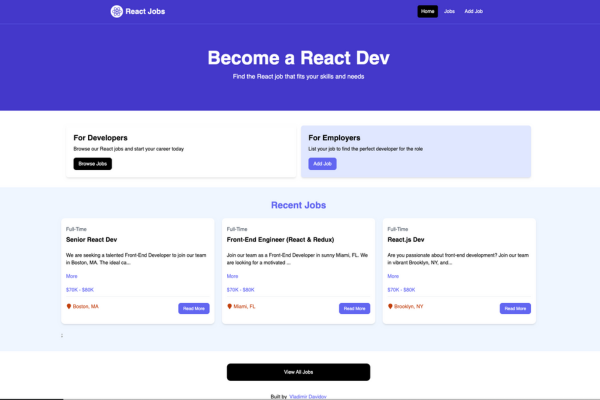 React Jobs
Home Jobs Add Job
Become a React Dev
Find the React job that fits your skills and needs
For Developers
Browse our React jobs and start your career today
Browse Jobs
For Employers
List your job to find the perfect developer for the role
Add Job
Recent Jobs
Full-Time
Senior React Dev
We are seeking a talented Front-End Developer to join our team
in Boston, MA. The ideal ca...
More
$70K - $80K
Boston, MA
Read More
Full-Time
Front-End Engineer (React & Redux)
Join our team as a Front-End Developer in sunny Miami, FL. We
are looking for a motivated ...
More
$70K - $80K
Miami, FL
Read More
Full-Time
React.js Dev
Are you passionate about front-end development? Join our team
in vibrant Brooklyn, NY, and...
More
$70K - $80K
Brooklyn, NY
Read More
;
View All Jobs
Built by Vladimir Davidov